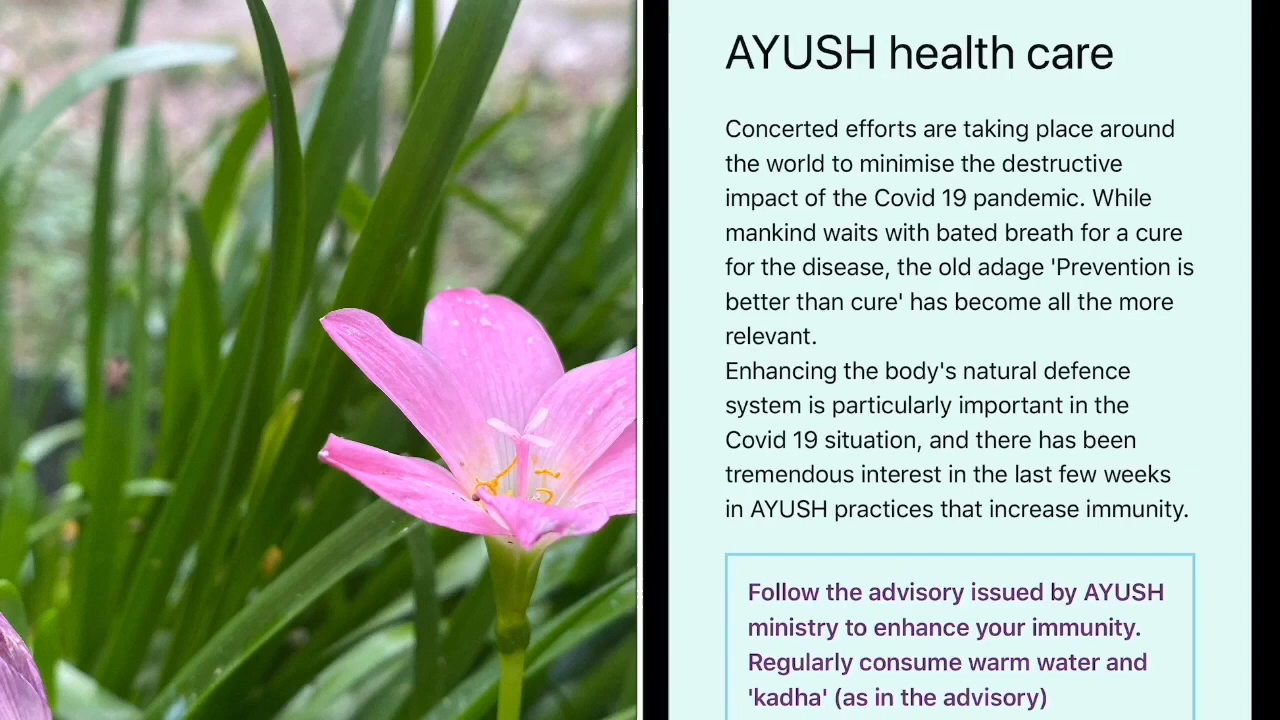 AYUSH health care
Concerted efforts are taking place around
the world to minimise the destructive
impact of the Covid 19 pandemic. While
mankind waits with bated breath for a cure
for the disease, the old adage 'Prevention is
better than cure' has become all the more
relevant.
Enhancing the body's natural defence
system is particularly important in the
Covid 19 situation, and there has been
tremendous interest in the last few weeks
in AYUSH practices that increase immunity.
Follow the advisory issued by AYUSH
ministry to enhance your immunity.
Regularly consume warm water and
'kadha' (as in the advisory)